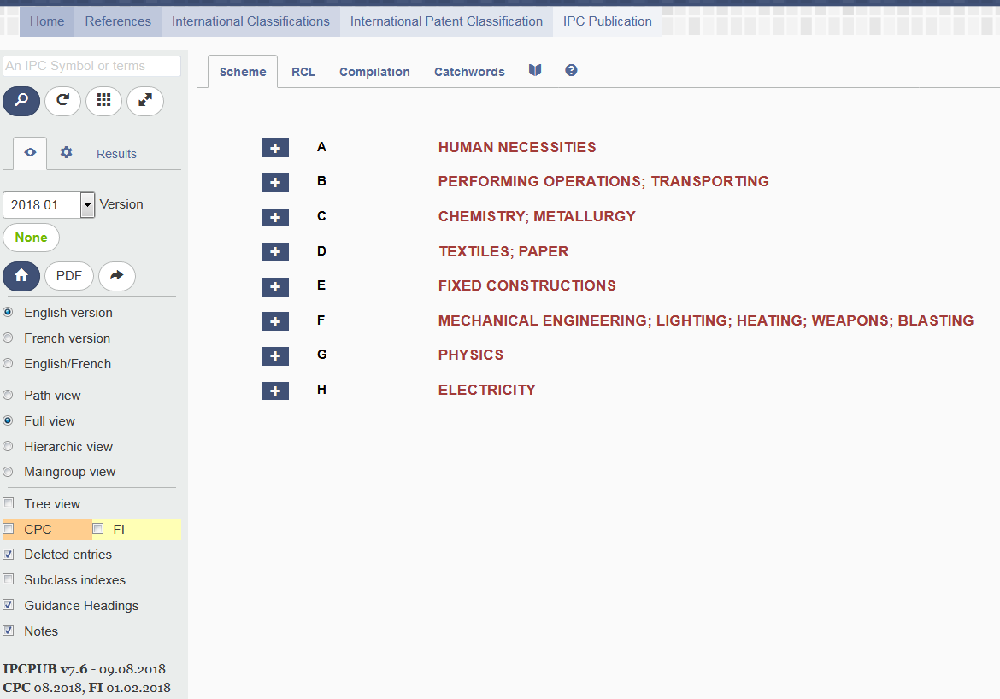 Home References International Classifications International Patent Classification IPC Publication
An IPC Symbol or terms
Scheme RCL Compilation Catchwords
Results
2018.01 Version
None
PDF
English version
French version
English/French
Path view
Full view
Hierarchic view
Maingroup view
Tree view
CPC FI
Deleted entries
Subclass indexes
Guidance Headings
Notes
IPCPUB v7.6 - 09.08.2018
CPC 08.2018, FI 01.02.2018
A HUMAN NECESSITIES
B PERFORMING OPERATIONS; TRANSPORTING
C CHEMISTRY; METALLURGY
D TEXTILES; PAPER
E FIXED CONSTRUCTIONS
F MECHANICAL ENGINEERING; LIGHTING; HEATING; WEAPONS; BLASTING
G PHYSICS
H ELECTRICITY